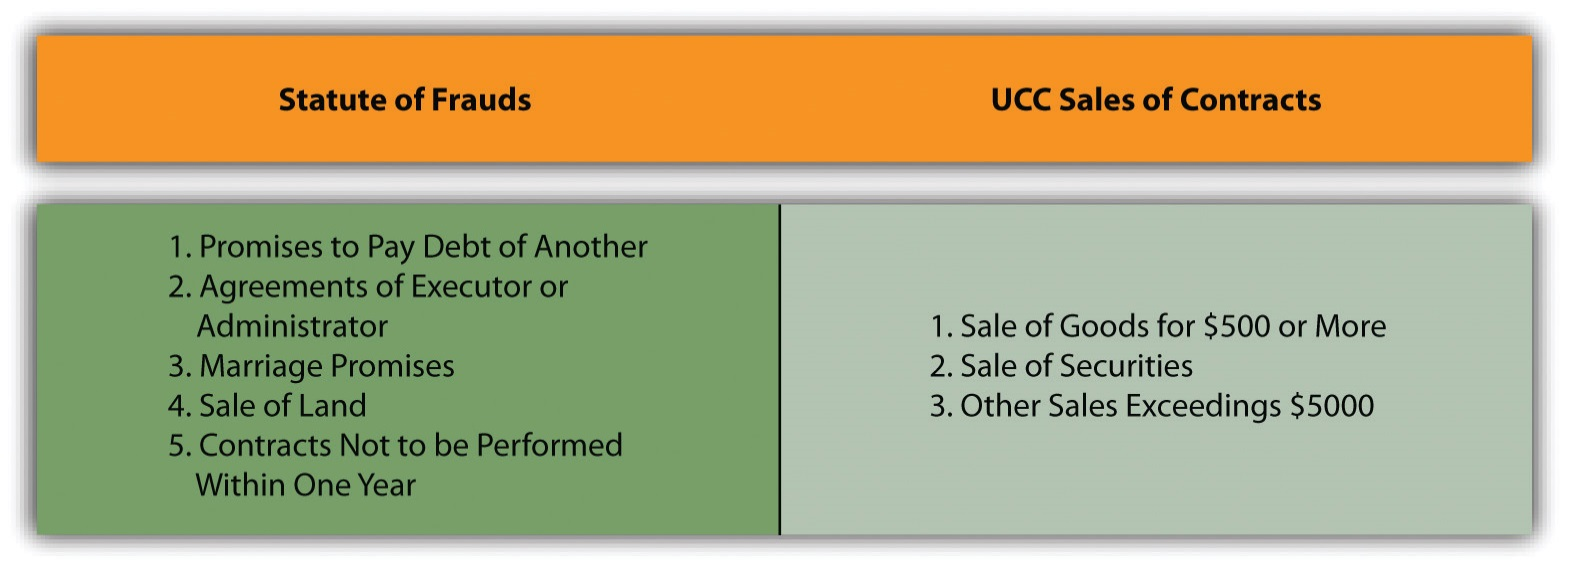 Statute of Frauds
UCC Sales of Contracts
1. Promises to Pay Debt of Another
2. Agreements of Executor or
Administrator
3. Marriage Promises
4. Sale of Land
5. Contracts Not to be Performed
Within One Year
1. Sale of Goods for $500 or More
2. Sale of Securities
3. Other Sales Exceedings $5000